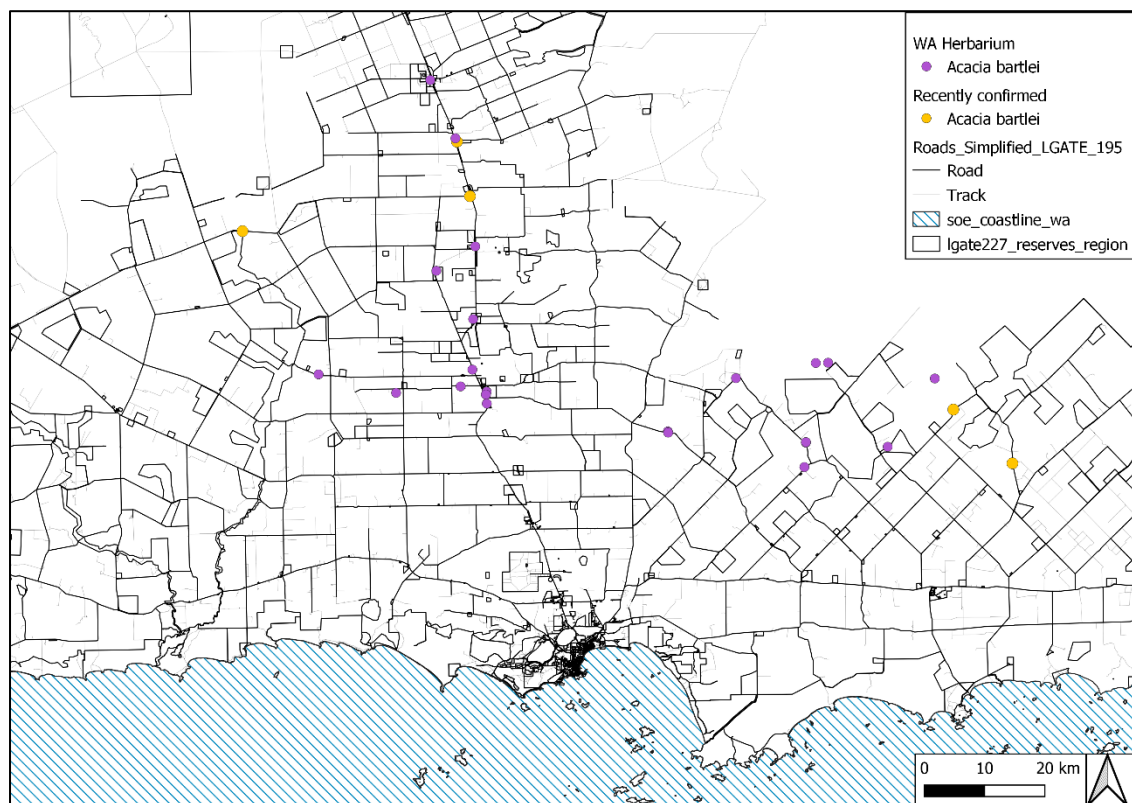 WA Herbarium
Acacia bartlei
Recently confirmed
Acacia bartlei
Roads_Simplified_LGATE_195
Road
Track
soe_coastline_wa
lgate227_reserves_region
0 10 20 km